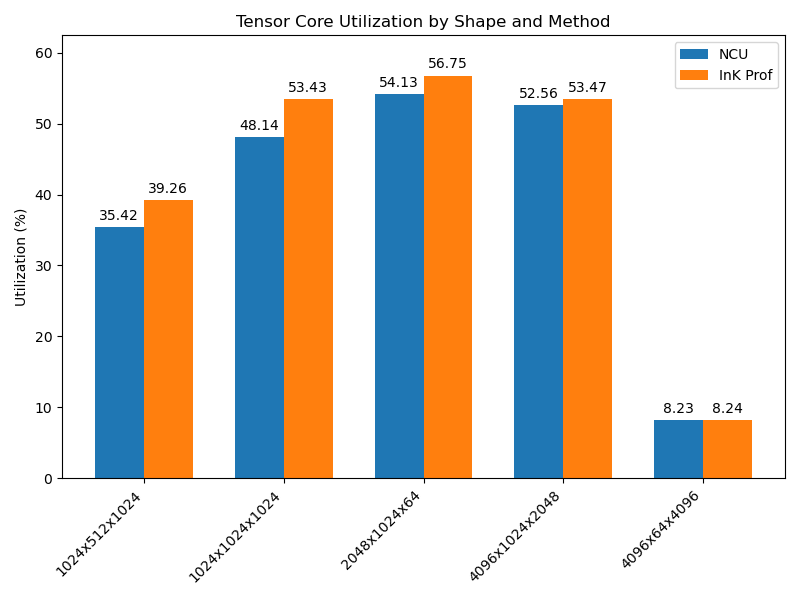 Tensor Core Utilization by Shape and Method
NCU
InK Prof
Utilization (%)
60
50
40
30
20
10
0
35.42
39.26
48.14
53.43
54.13
56.75
52.56
53.47
8.23
8.24
1024x512x1024
1024x1024x1024
2048x1024x64
4096x1024x2048
4096x64x4096